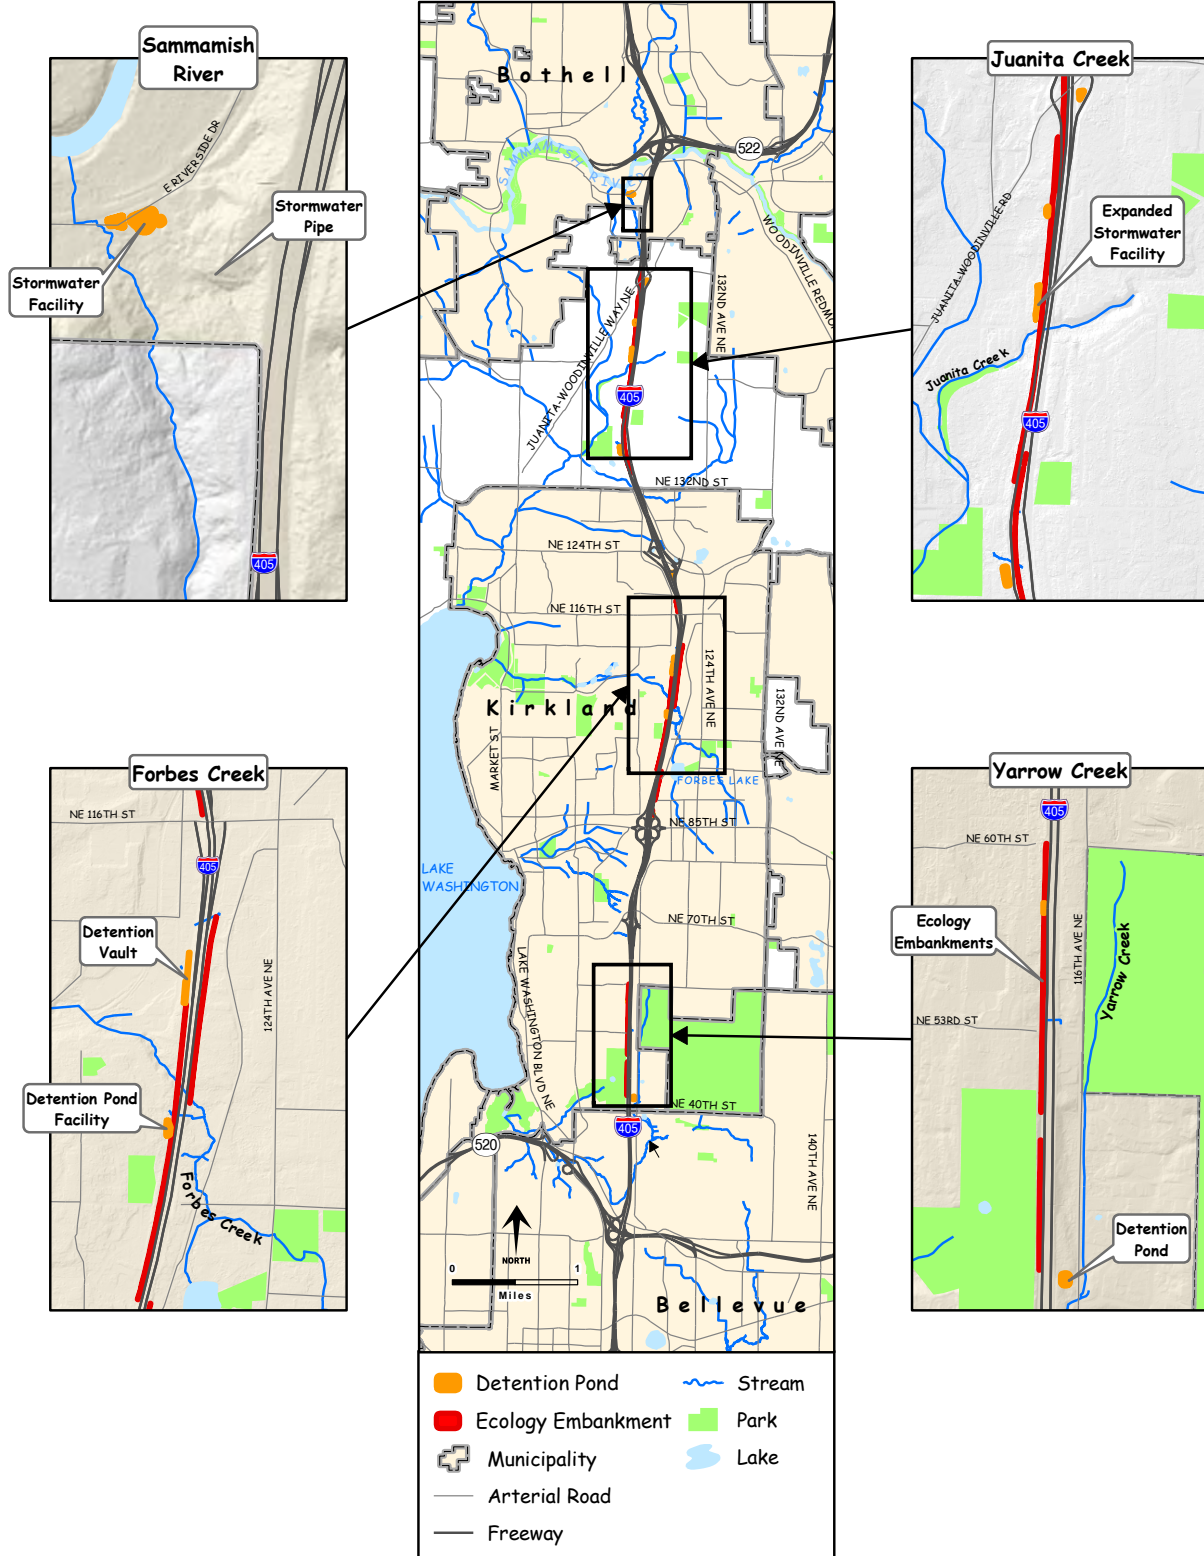 Sammamish
River
E RIVERSIDE DR
Stormwater
Pipe
Stormwater
Facility
405
Bothell
522
SAMMAMISH RIVER
WOODINVILLE REDMO
132ND AVE NE
JUANITA-WOODINVILLE WAY NE
405
NE 132ND ST
NE 124TH ST
NE 116TH ST
124TH AVE NE
132ND AVE NE
Kirkland
MARKET ST
FORBES LAKE
NE 85TH ST
LAKE
WASHINGTON
NE 70TH ST
LAKE WASHINGTON BLVD NE
NE 40TH ST
405
520
140TH AVE NE
NORTH
0 1
Miles
Bellevue
Juanita Creek
JUANITA-WOODINVILLE RD
Expanded
Stormwater
Facility
Juanita Creek
405
Forbes Creek
NE 116TH ST
405
Detention
Vault
124TH AVE NE
Detention Pond
Facility
Forbes Creek
Yarrow Creek
405
NE 60TH ST
Ecology
Embankments
116TH AVE NE
Yarrow Creek
NE 53RD ST
Detention
Pond
Detention Pond
Stream
Ecology Embankment
Park
Municipality
Lake
Arterial Road
Freeway